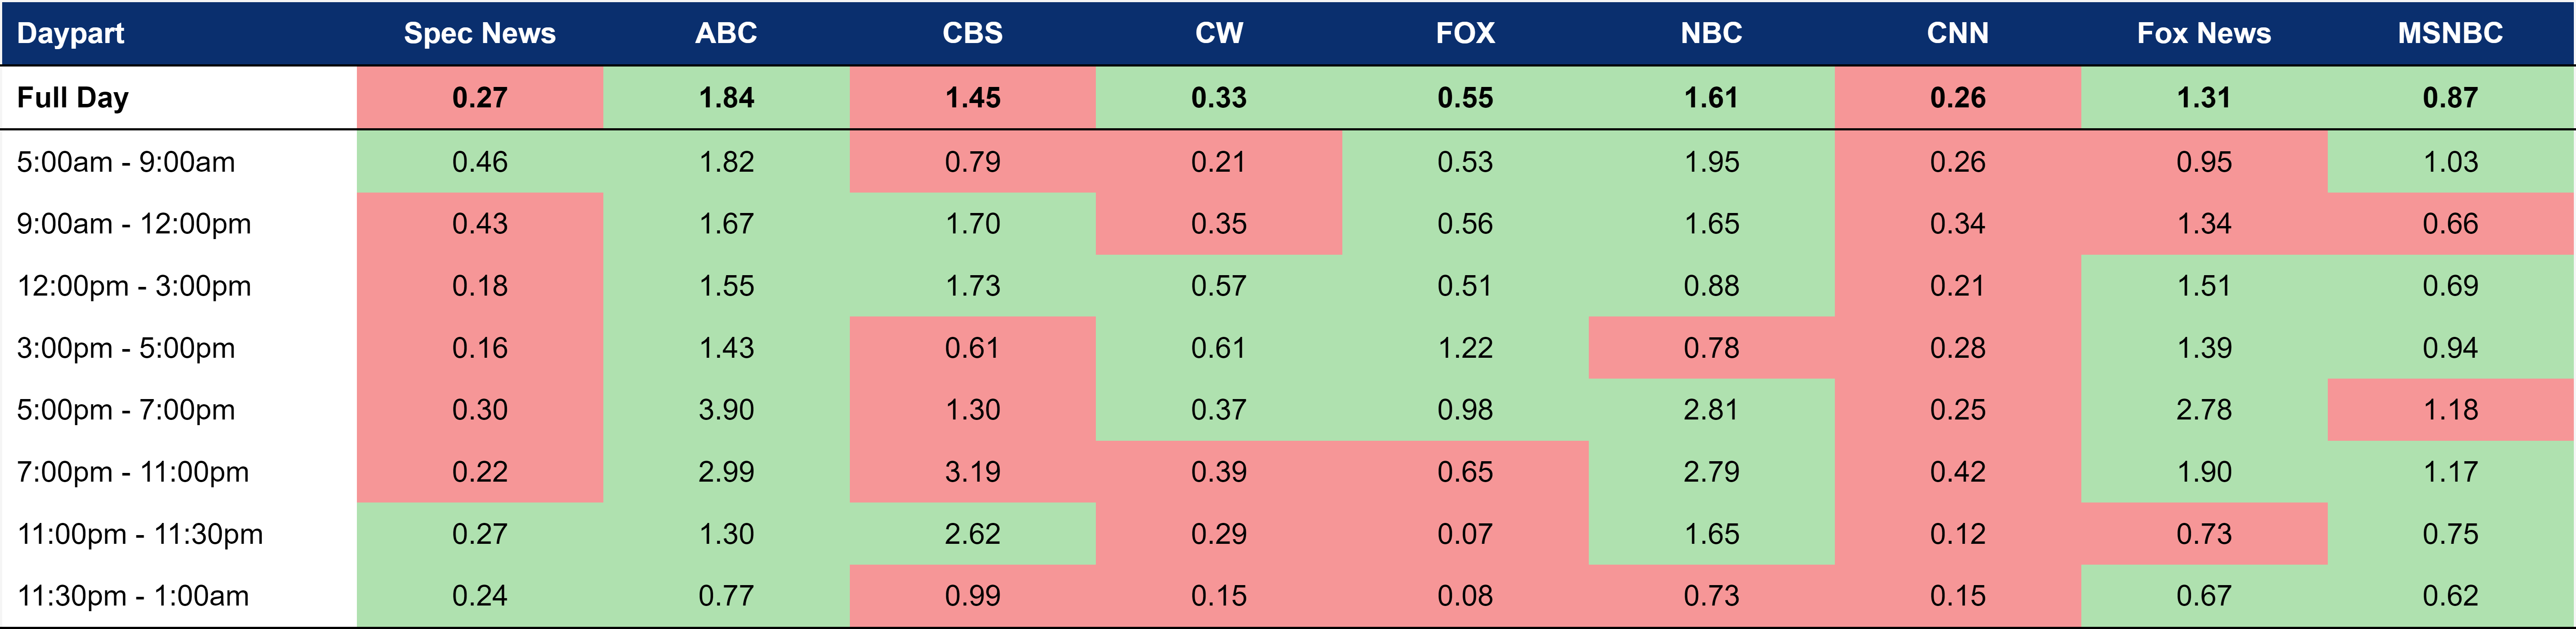 Daypart Spec News ABC CBS CW FOX NBC CNN Fox News MSNBC
Full Day 0.27 1.84 1.45 0.33 0.55 1.61 0.26 1.31 0.87
5:00am - 9:00am 0.46 1.82 0.79 0.21 0.53 1.95 0.26 0.95 1.03
9:00am - 12:00pm 0.43 1.67 1.70 0.35 0.56 1.65 0.34 1.34 0.66
12:00pm - 3:00pm 0.18 1.55 1.73 0.57 0.51 0.88 0.21 1.51 0.69
3:00pm - 5:00pm 0.16 1.43 0.61 0.61 1.22 0.78 0.28 1.39 0.94
5:00pm - 7:00pm 0.30 3.90 1.30 0.37 0.98 2.81 0.25 2.78 1.18
7:00pm - 11:00pm 0.22 2.99 3.19 0.39 0.65 2.79 0.42 1.90 1.17
11:00pm - 11:30pm 0.27 1.30 2.62 0.29 0.07 1.65 0.12 0.73 0.75
11:30pm - 1:00am 0.24 0.77 0.99 0.15 0.08 0.73 0.15 0.67 0.62